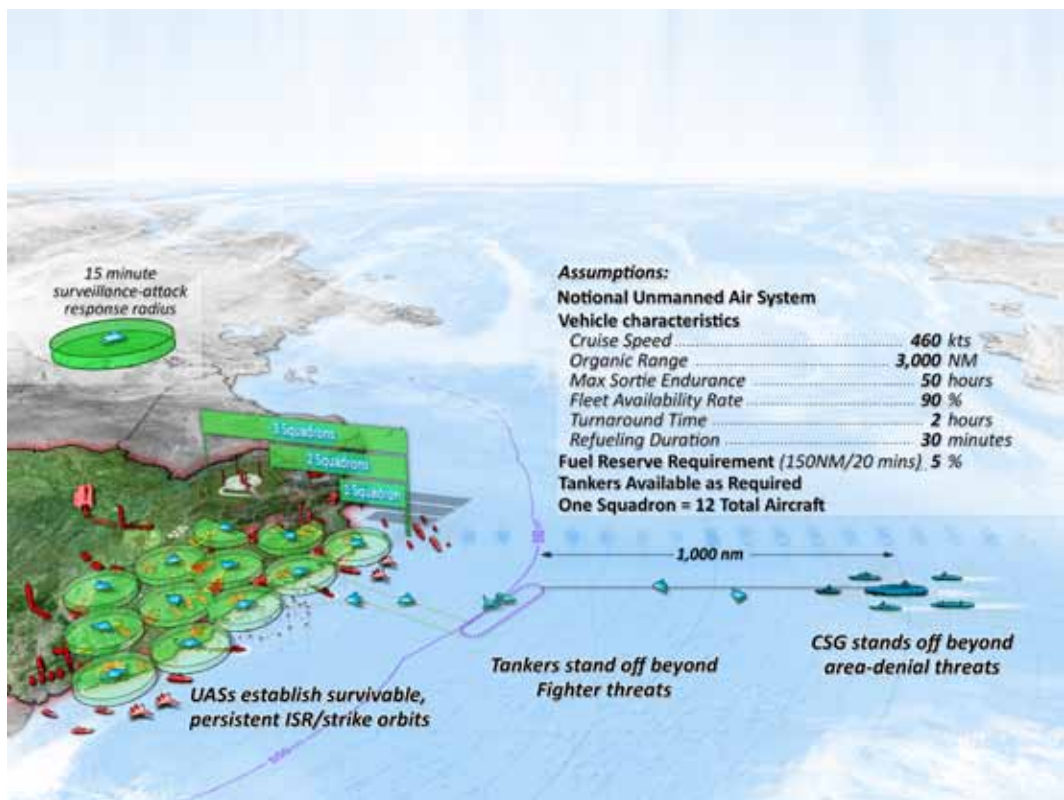 15 minute
surveillance-attack
response radius
Assumptions:
Notional Unmanned Air System
Vehicle characteristics
Cruise Speed 460 kts
Organic Range 3,000 NM
Max Sortie Endurance 50 hours
Fleet Availability Rate 90 %
Turnaround Time 2 hours
Refueling Duration 30 minutes
Fuel Reserve Requirement (150NM/20 mins) 5 %
Tankers Available as Required
One Squadron = 12 Total Aircraft
3 Squadrons
2 Squadrons
1 Squadron
1,000 nm
CSG stands off beyond
area-denial threats
Tankers stand off beyond
Fighter threats
UASs establish survivable,
persistent ISR/strike orbits